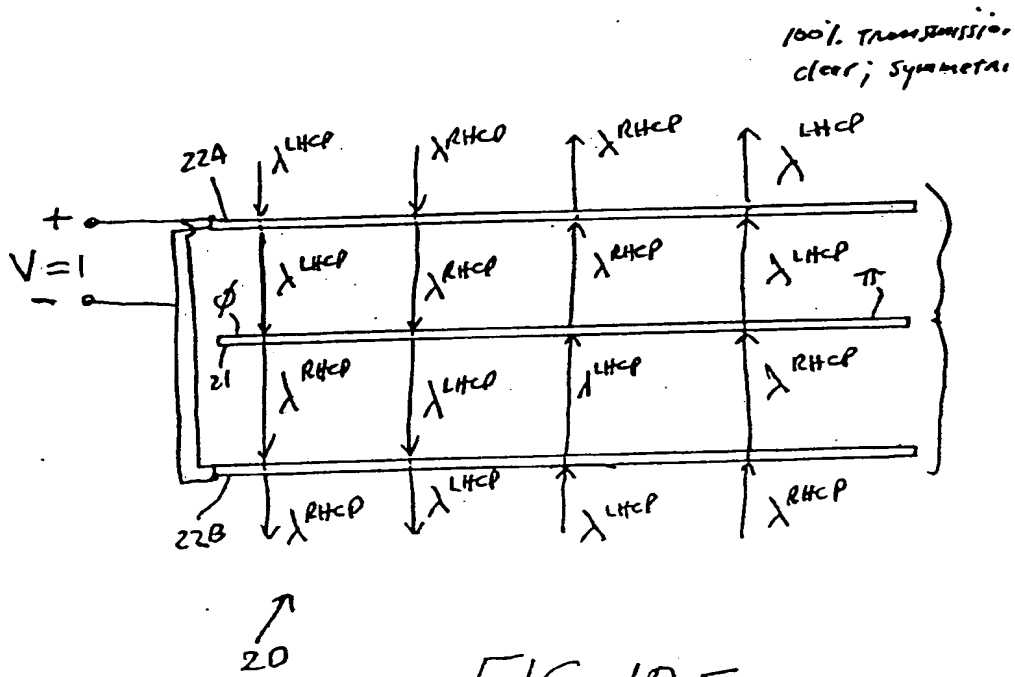 100%. Transmission
clear; Symmetri
22A λ^LHCP λ^RHCP λ^RHCP λ^LHCP
+
V=1 λ^LHCP λ^RHCP λ^RHCP λ^LHCP
-
φ π
21
λ^RHCP λ^LHCP λ^LHCP λ^RHCP
22B λ^RHCP λ^LHCP λ^LHCP λ^RHCP
20